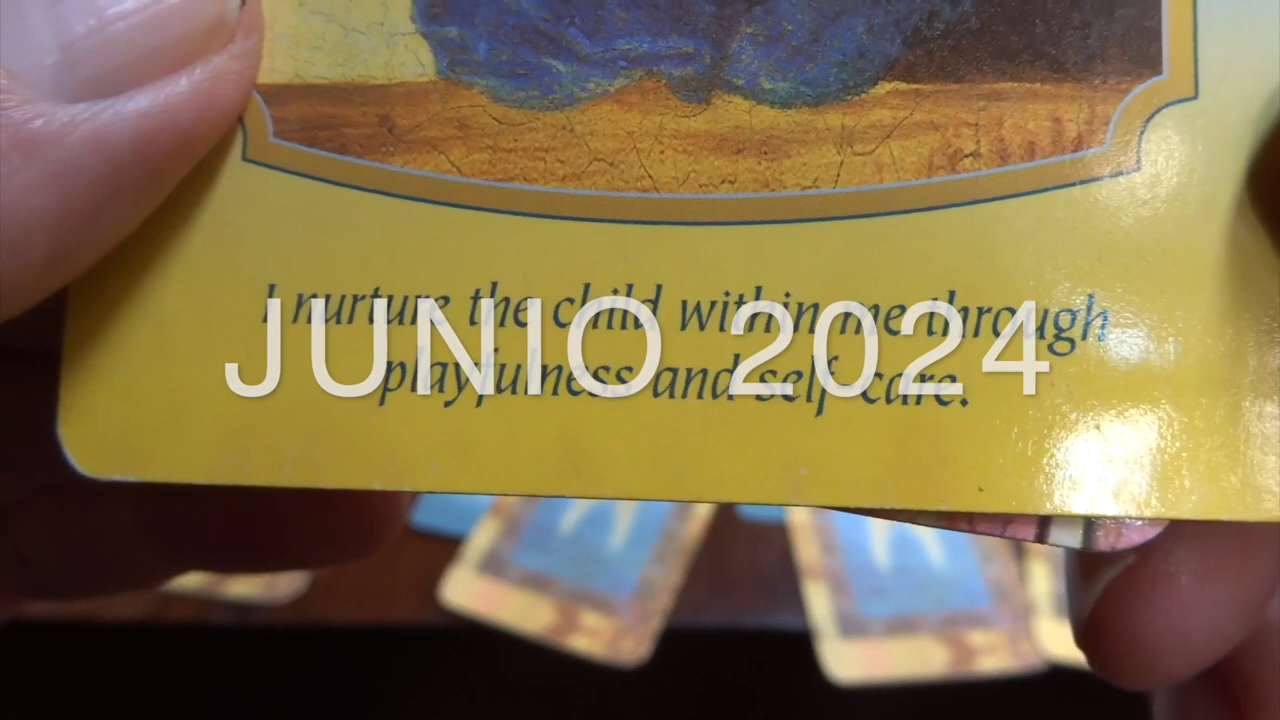 I nurture the child within me through
JUNIO 2024
playfulness and self-care.